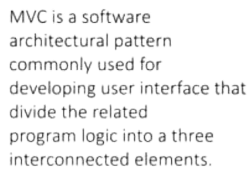 MVC is a software
architectural pattern
commonly used for
developing user interface that
divide the related
program logic into a three
interconnected elements.